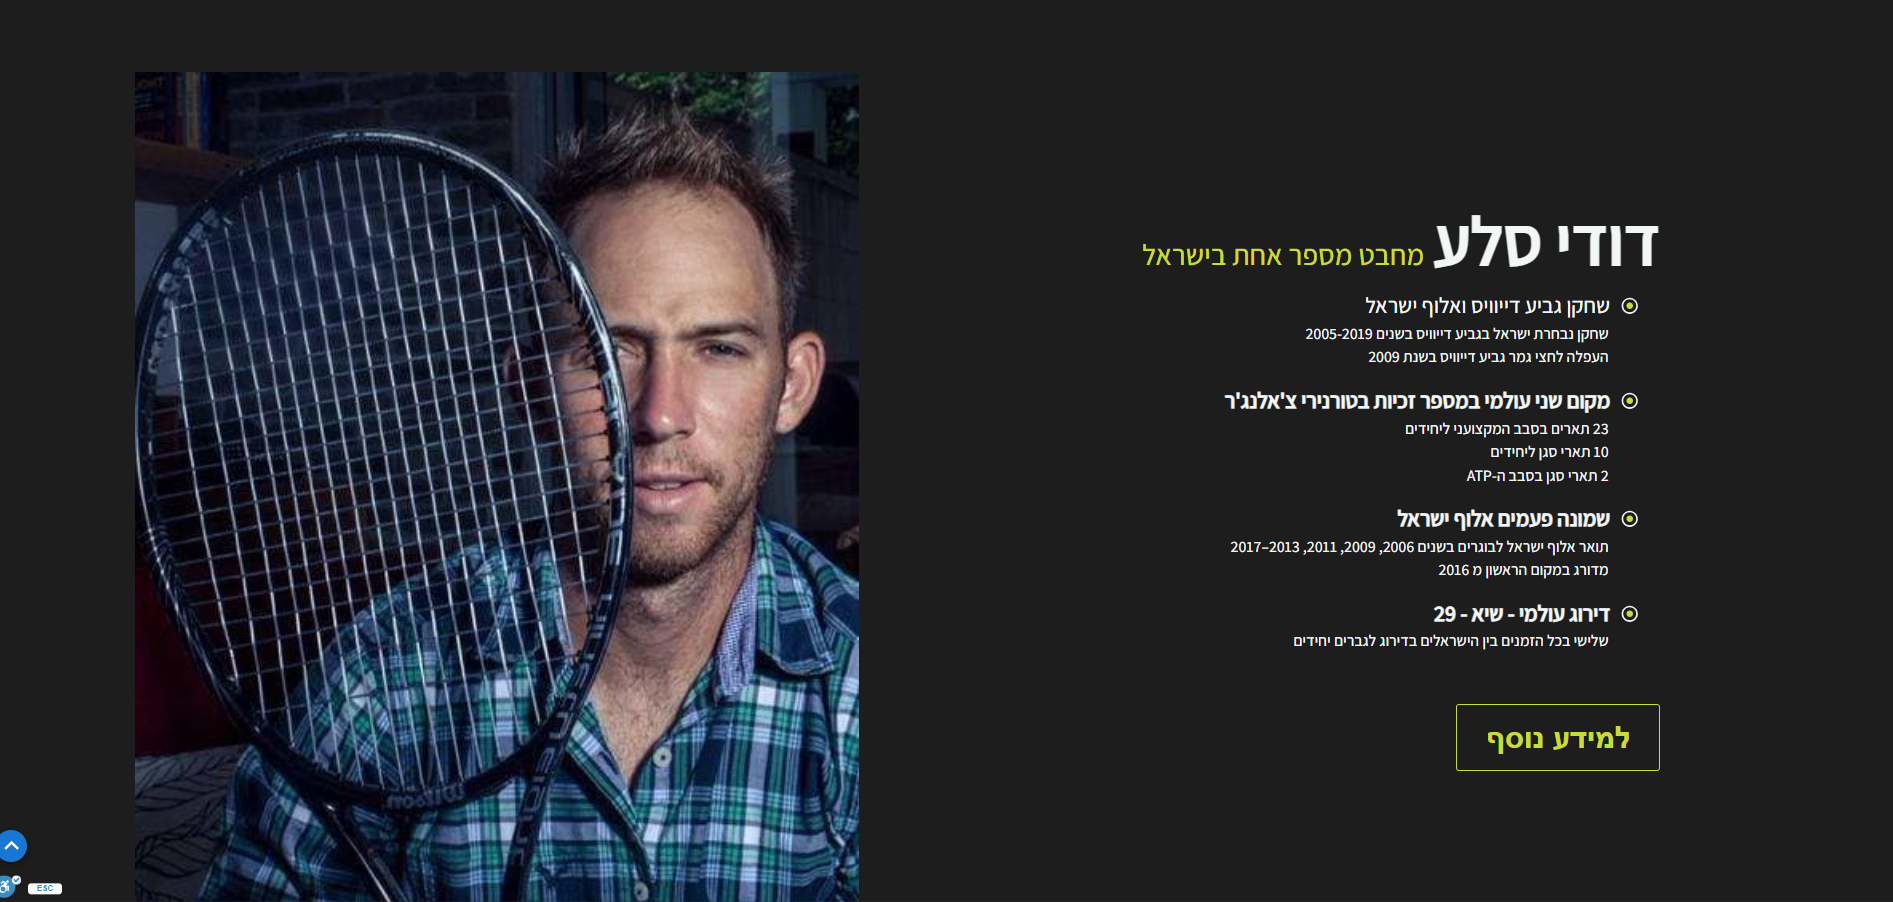 דודי סלע מחבט מספר אחת בישראל
שחקן גביע דייוויס ואלוף ישראל
שחקן נבחרת ישראל בגביע דייוויס בשנים 2005-2019
העפלה לחצי גמר גביע דייוויס בשנת 2009
מקום שני עולמי במספר זכיות בטורנירי צ'אלנג'ר
23 תארים בסבב המקצועני ליחידים
10 תארי סגן ליחידים
2 תארי סגן בסבב ה-ATP
שמונה פעמים אלוף ישראל
תואר אלוף ישראל לבוגרים בשנים 2006, 2009, 2011, 2013–2017
מדורג במקום הראשון מ 2016
דירוג עולמי - שיא - 29
שלישי בכל הזמנים בין הישראלים בדירוג לגברים יחידים
למידע נוסף
ESC